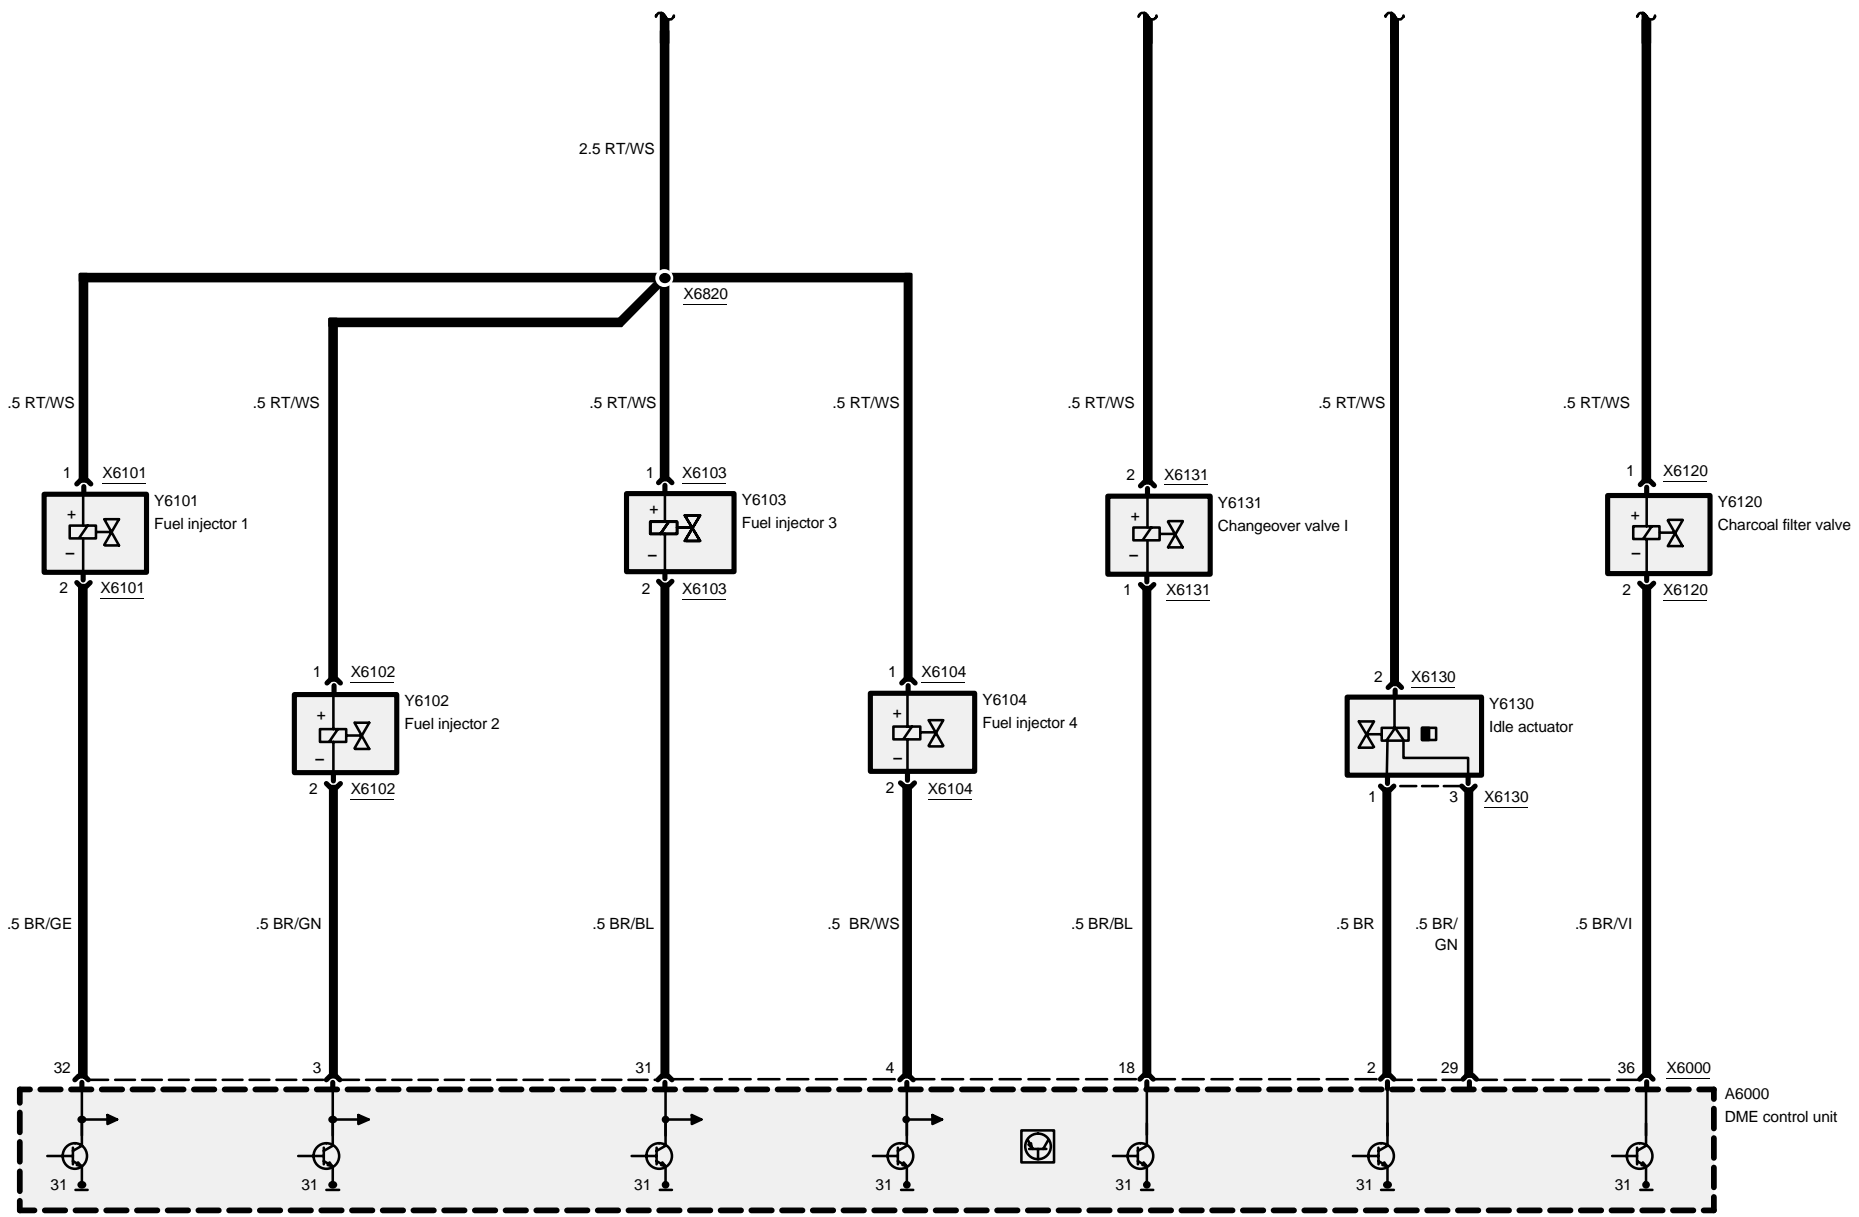 2.5 RT/WS
X6820
.5 RT/WS
.5 RT/WS
.5 RT/WS
.5 RT/WS
.5 RT/WS
.5 RT/WS
.5 RT/WS
1 X6101
1 X6103
2 X6131
1 X6120
Y6101
Fuel injector 1
Y6103
Fuel injector 3
Y6131
Changeover valve I
Y6120
Charcoal filter valve
+
−
+
−
+
−
+
−
2 X6101
2 X6103
1 X6131
2 X6120
1 X6102
1 X6104
2 X6130
Y6102
Fuel injector 2
Y6104
Fuel injector 4
Y6130
Idle actuator
+
−
+
−
2 X6102
2 X6104
1 3 X6130
.5 BR/GE
.5 BR/GN
.5 BR/BL
.5 BR/WS
.5 BR/BL
.5 BR
.5 BR/
GN
.5 BR/VI
32 3 31 4 18 2 29 36 X6000
A6000
DME control unit
31 31 31 31 31 31 31